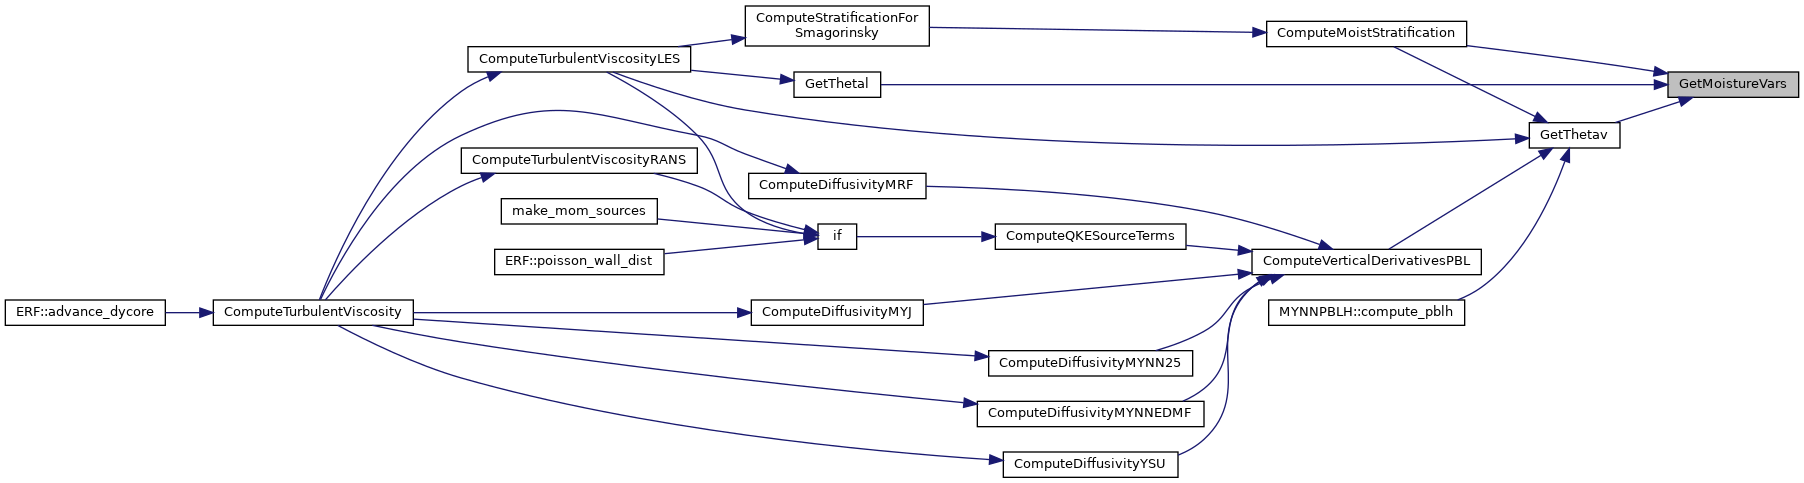 ComputeStratificationFor
Smagorinsky
ComputeMoistStratification
ComputeTurbulentViscosityLES
GetThetal
GetMoistureVars
GetThetav
ComputeTurbulentViscosityRANS
ComputeDiffusivityMRF
make_mom_sources
if
ComputeQKESourceTerms
ERF::poisson_wall_dist
ComputeVerticalDerivativesPBL
ERF::advance_dycore
ComputeTurbulentViscosity
ComputeDiffusivityMYJ
MYNNPBLH::compute_pblh
ComputeDiffusivityMYNN25
ComputeDiffusivityMYNNEDMF
ComputeDiffusivityYSU